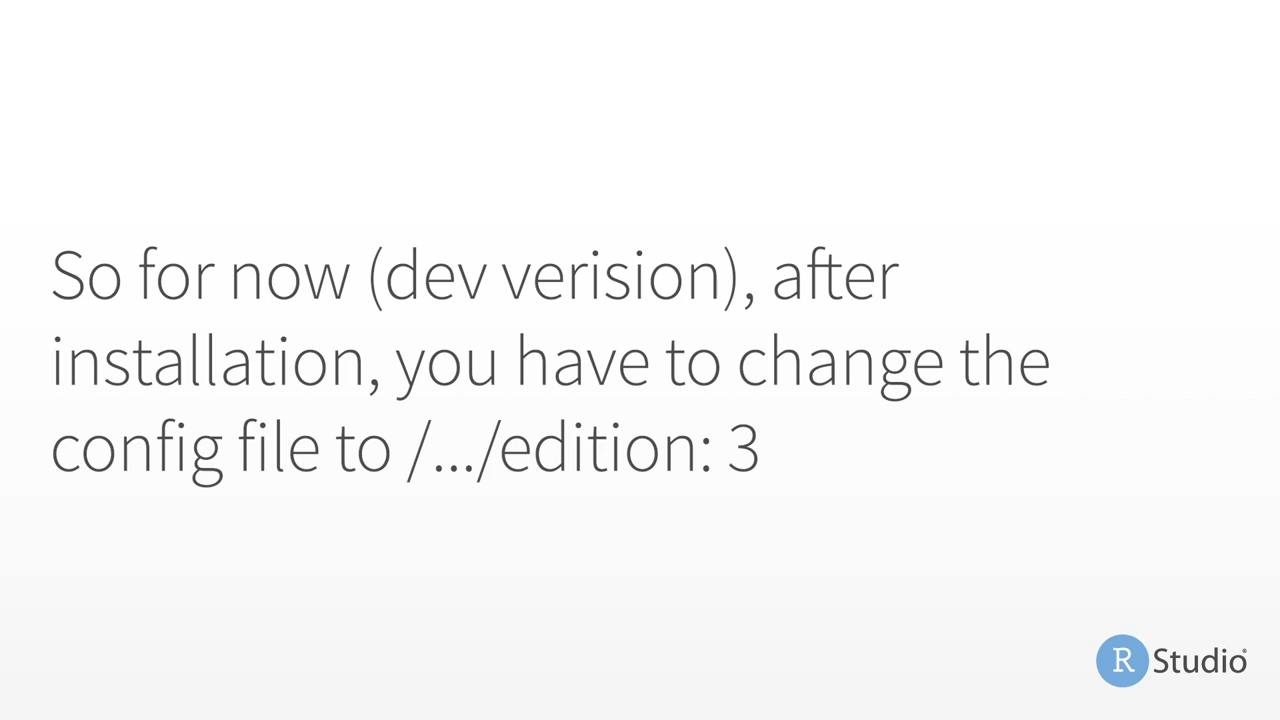 So for now (dev verision), after
installation, you have to change the
config file to /.../edition: 3
R Studio®